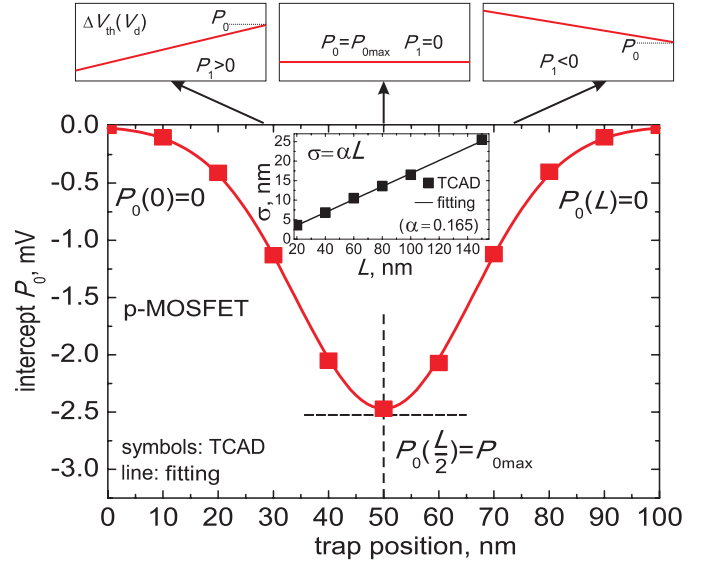 ΔV_th(V_d)
P_0
P_1>0
P_0=P_0max P_1=0
P_0
P_1<0
0.0
-0.5
-1.0
-1.5
-2.0
-2.5
-3.0
intercept P_0, mV
P_0(0)=0
P_0(L)=0
25
20
15
10
5
0
σ, nm
σ=αL
TCAD
fitting
(α=0.165)
20 40 60 80 100 120 140
L, nm
p-MOSFET
P_0(L/2)=P_0max
symbols: TCAD
line: fitting
0 10 20 30 40 50 60 70 80 90 100
trap position, nm